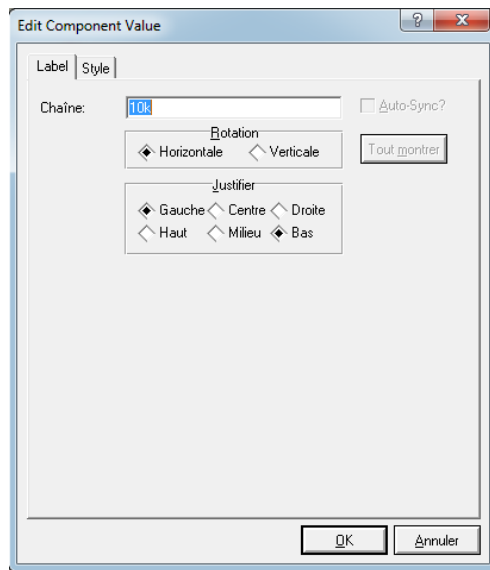 Edit Component Value
? X
Label Style
Chaîne: 10k Auto-Sync?
Rotation
Horizontale Verticale Tout montrer
Justifier
Gauche Centre Droite
Haut Milieu Bas
OK Annuler